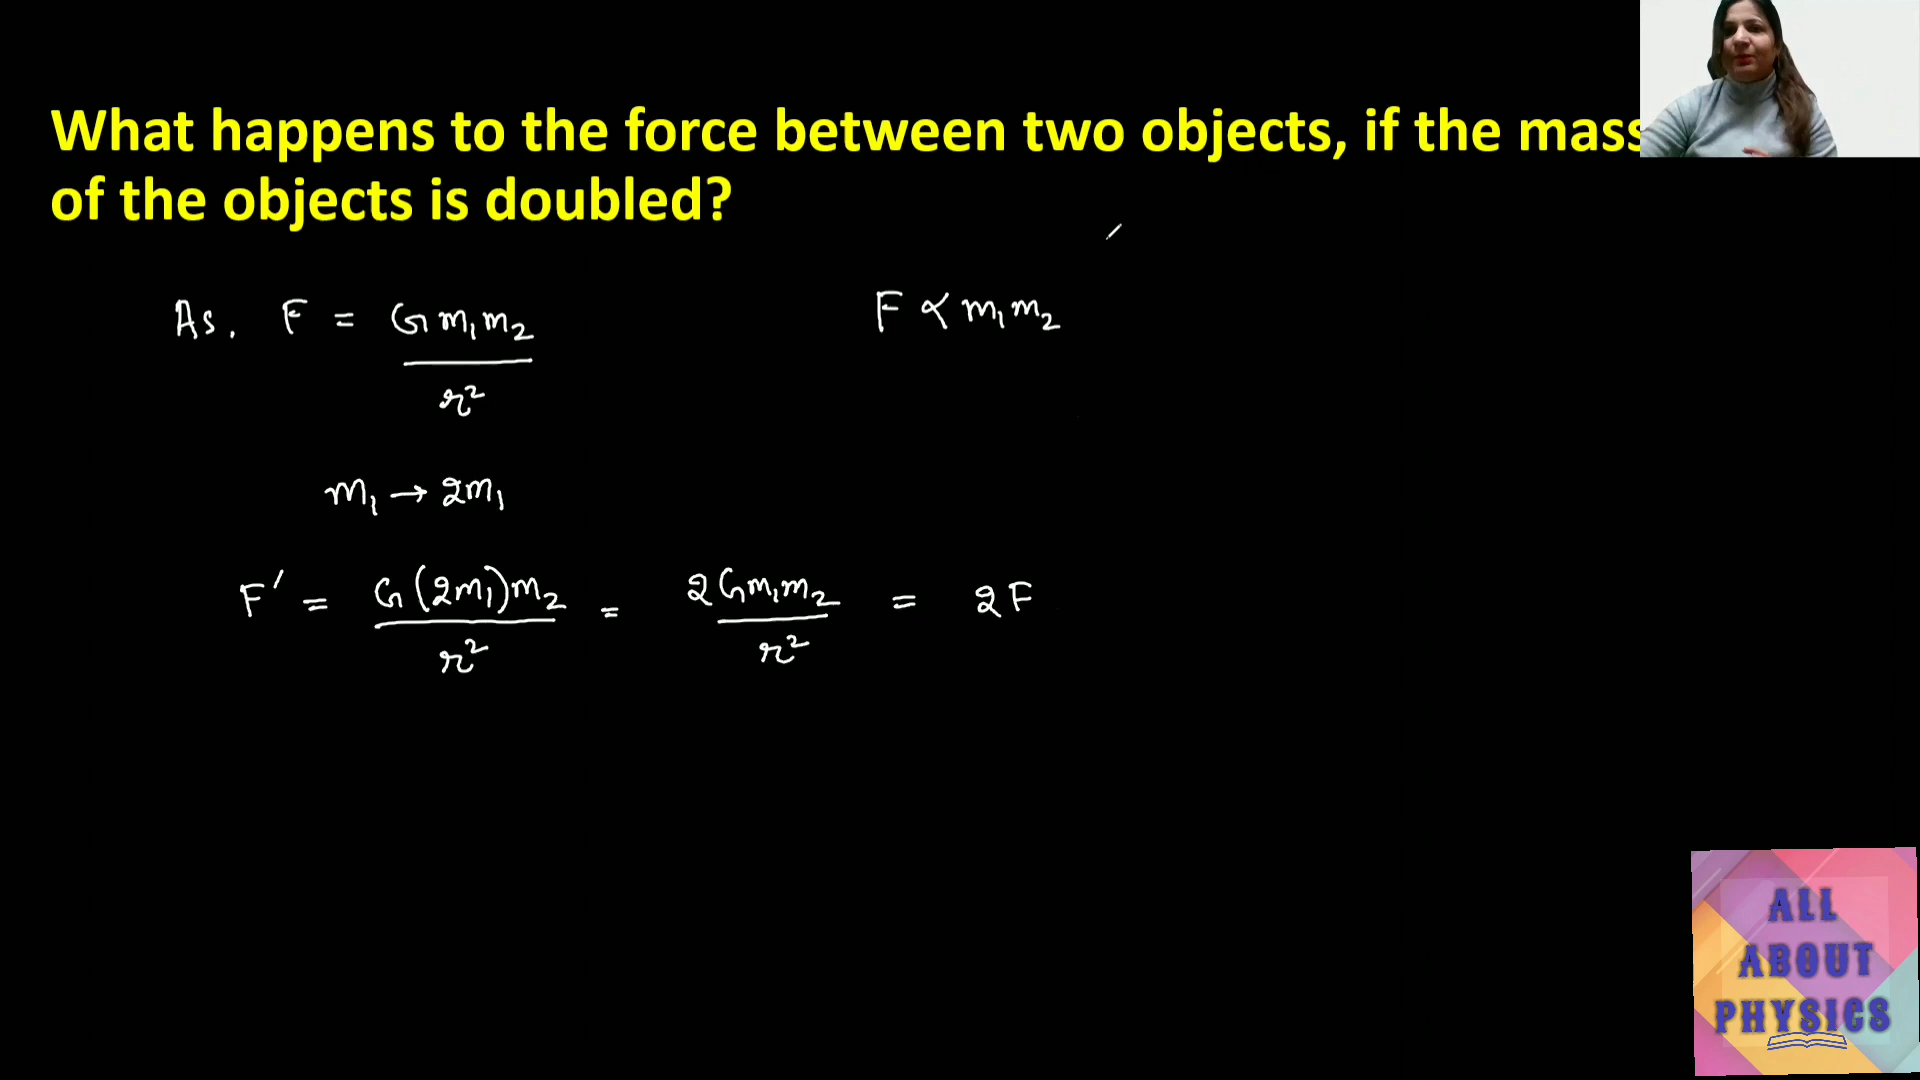 What happens to the force between two objects, if the mass
of the objects is doubled?
As. F = Gm₁m₂ / r²
F ∝ m₁m₂
m₁ → 2m₁
F′ = G(2m₁)m₂ / r² = 2Gm₁m₂ / r² = 2F
ALL
ABOUT
PHYSICS